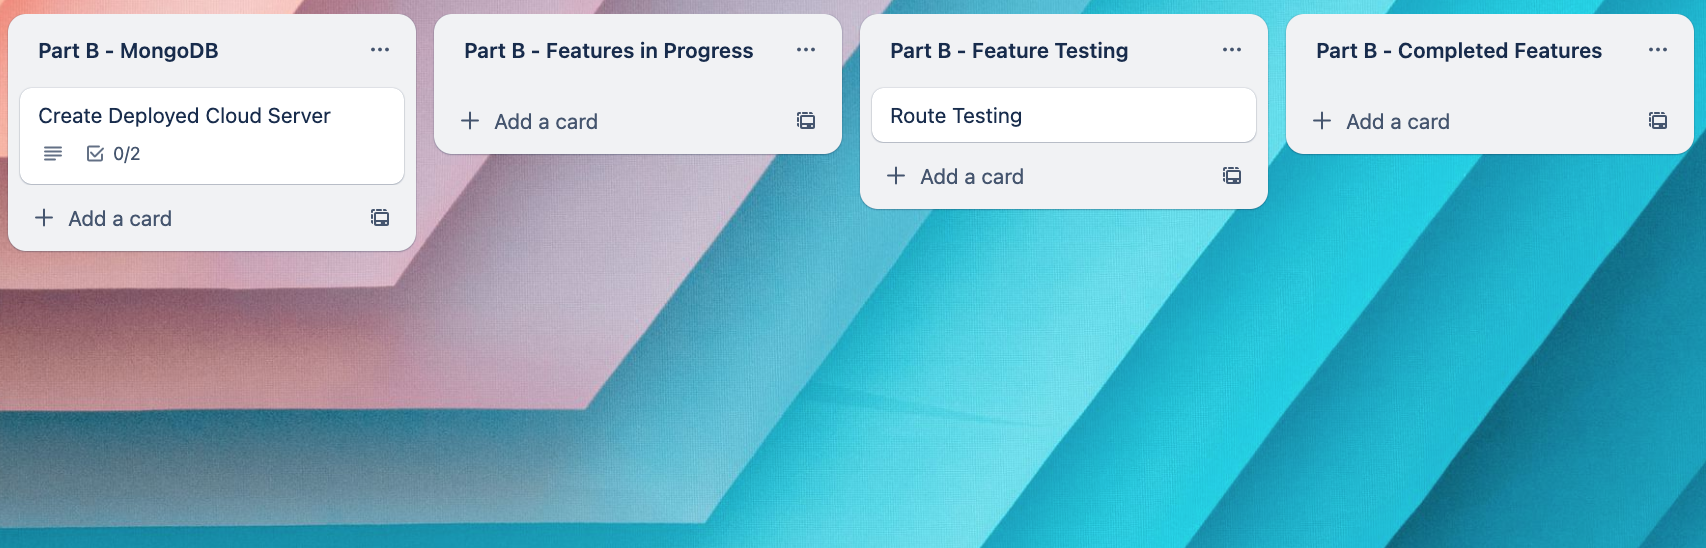 Part B - MongoDB
Create Deployed Cloud Server
0/2
Add a card
Part B - Features in Progress
Add a card
Part B - Feature Testing
Route Testing
Add a card
Part B - Completed Features
Add a card